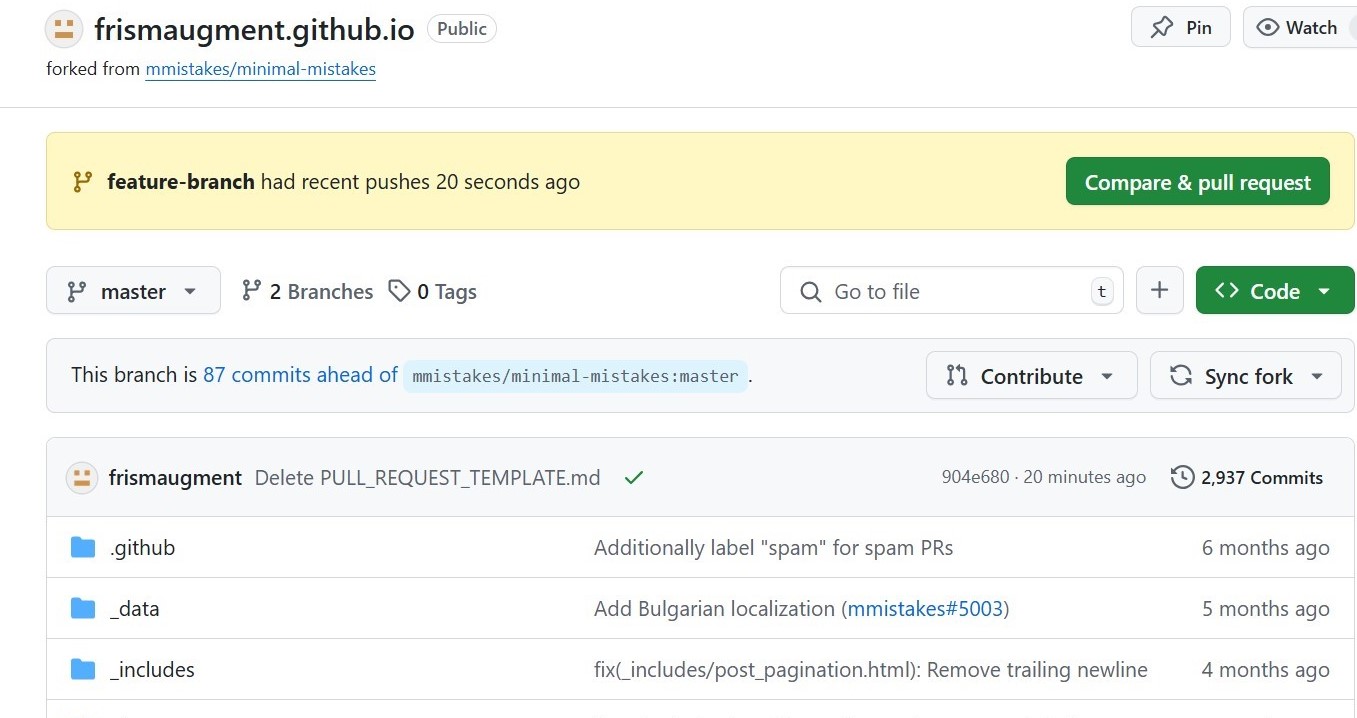 frismaugment.github.io Public Pin Watch
forked from mmistakes/minimal-mistakes
feature-branch had recent pushes 20 seconds ago Compare & pull request
master 2 Branches 0 Tags Go to file t + Code
This branch is 87 commits ahead of mmistakes/minimal-mistakes:master. Contribute Sync fork
frismaugment Delete PULL_REQUEST_TEMPLATE.md 904e680 · 20 minutes ago 2,937 Commits
.github Additionally label "spam" for spam PRs 6 months ago
_data Add Bulgarian localization (mmistakes#5003) 5 months ago
_includes fix(_includes/post_pagination.html): Remove trailing newline 4 months ago